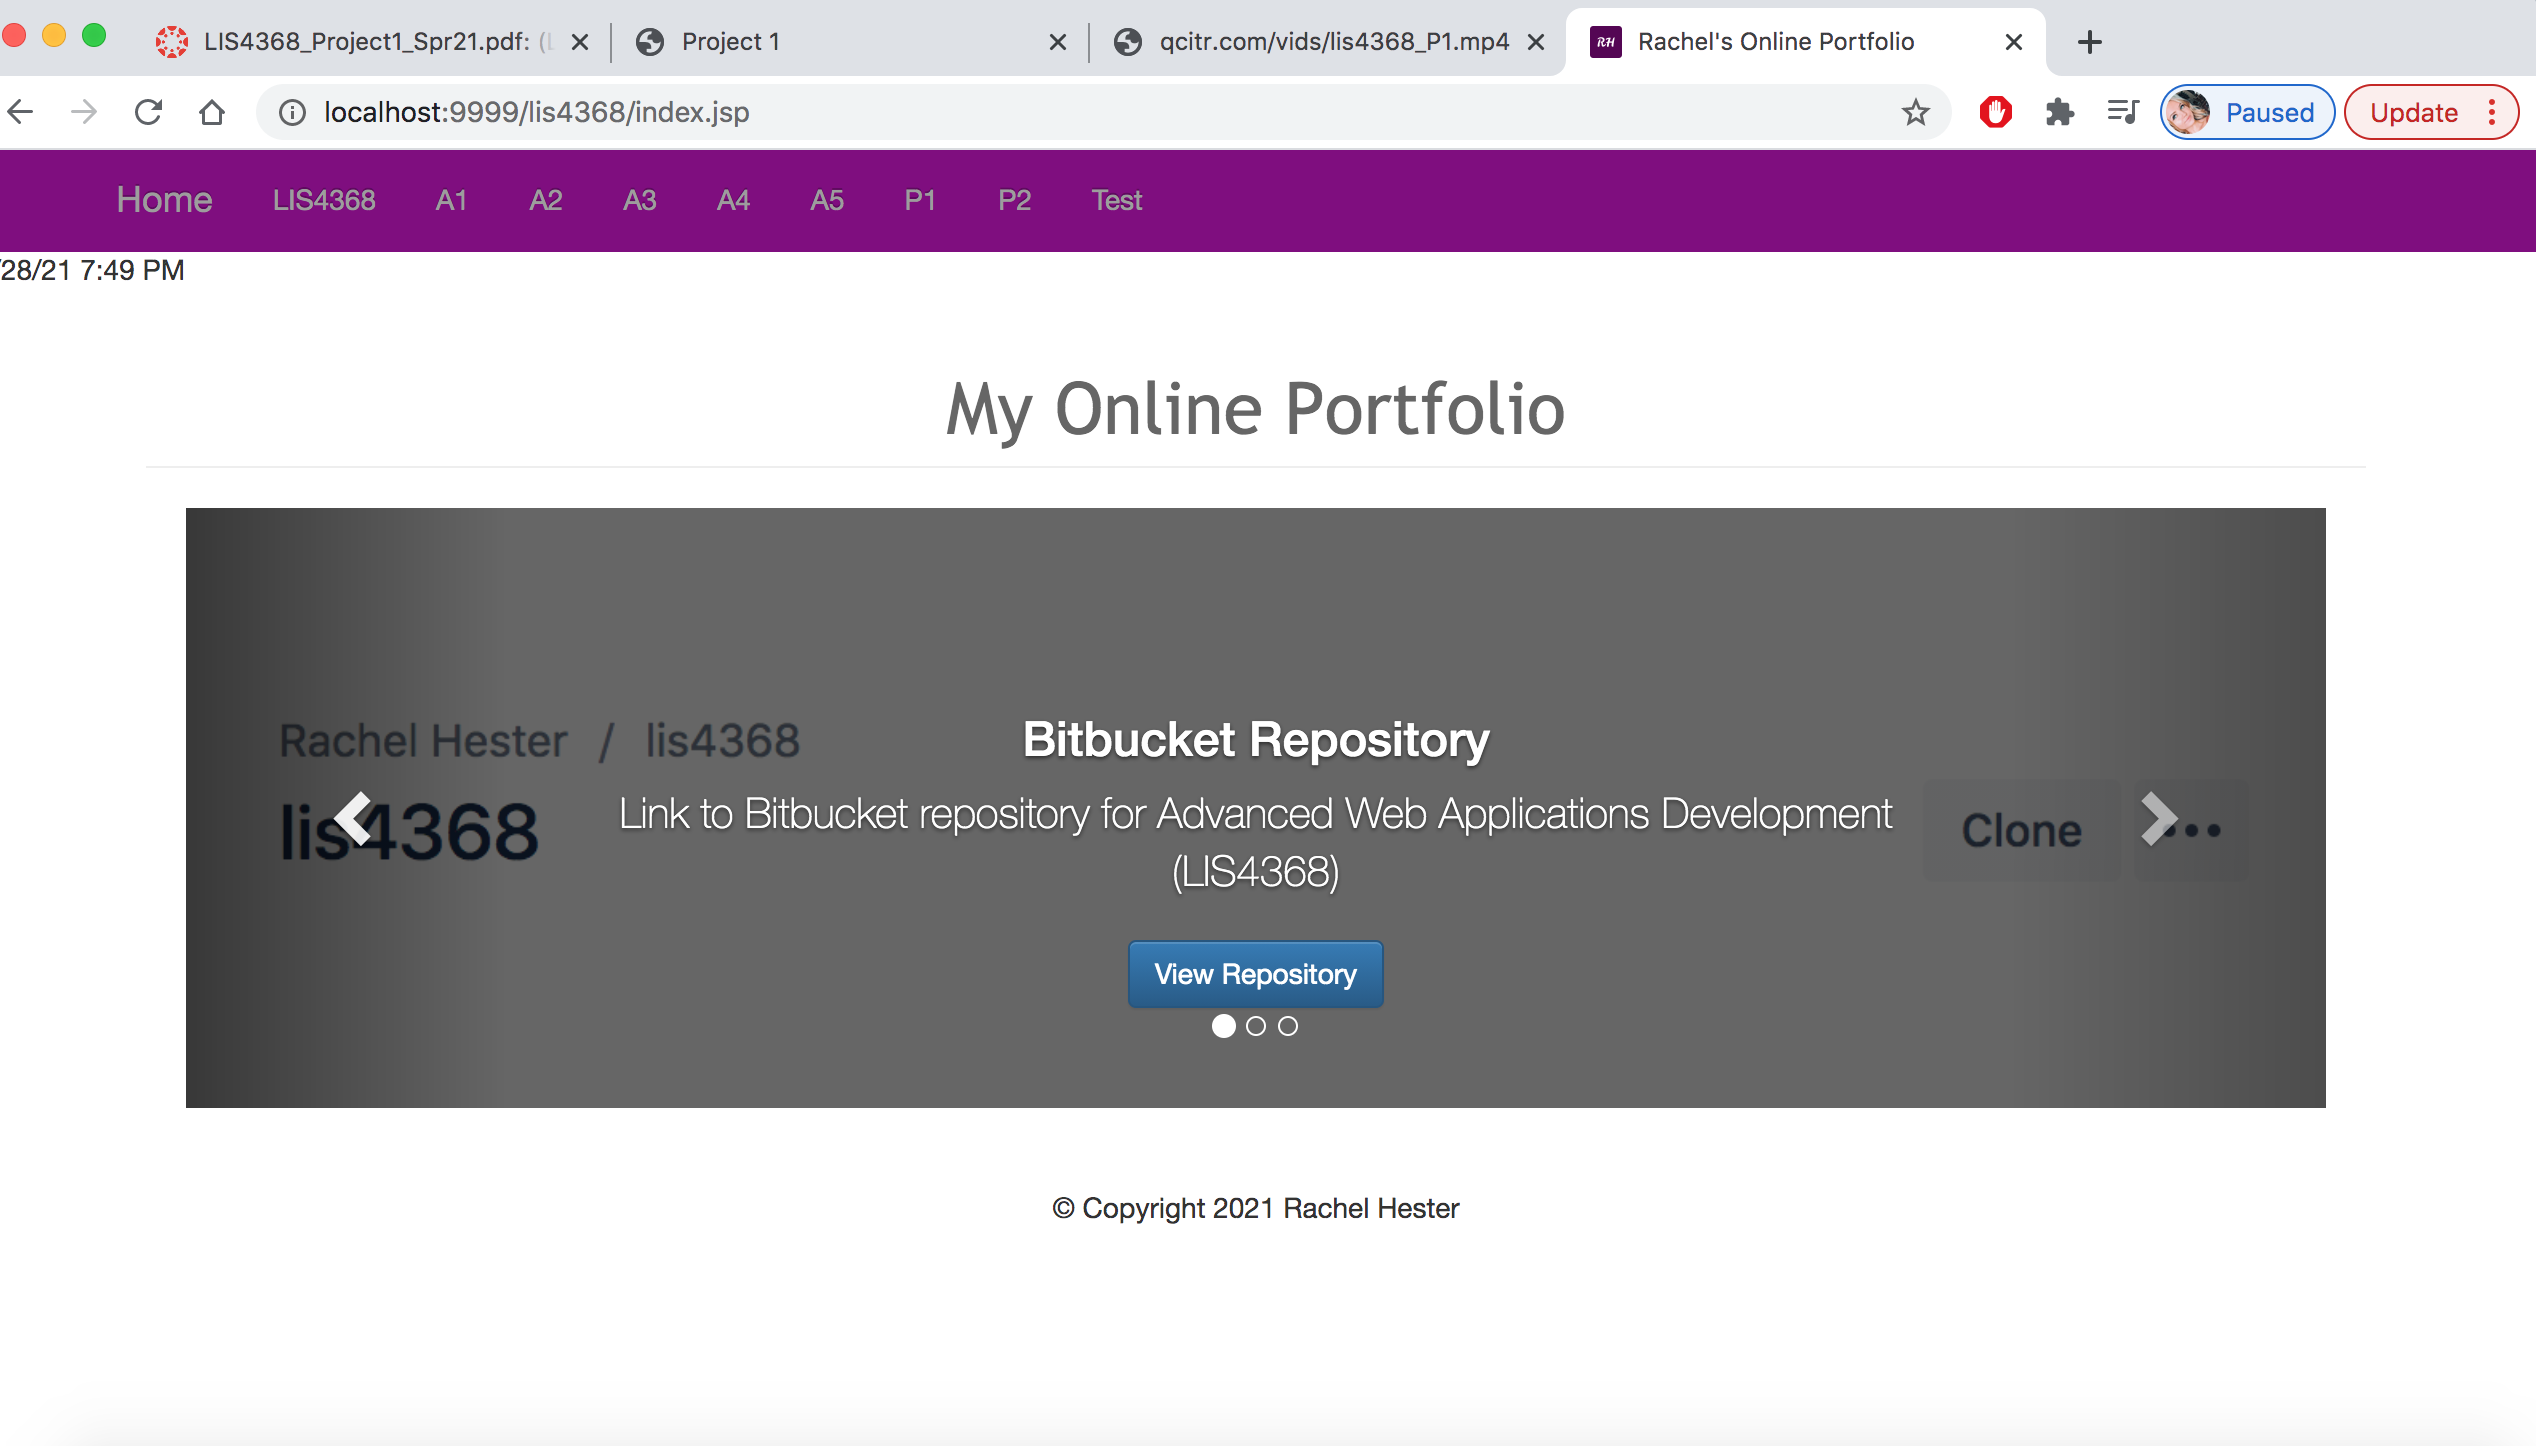 LIS4368_Project1_Spr21.pdf: (L
Project 1
qcitr.com/vids/lis4368_P1.mp4
RH
Rachel's Online Portfolio
localhost:9999/lis4368/index.jsp
Paused
Update
Home LIS4368 A1 A2 A3 A4 A5 P1 P2 Test
/28/21 7:49 PM
My Online Portfolio
Rachel Hester / lis4368
lis4368
Bitbucket Repository
Link to Bitbucket repository for Advanced Web Applications Development
(LIS4368)
Clone
View Repository
© Copyright 2021 Rachel Hester